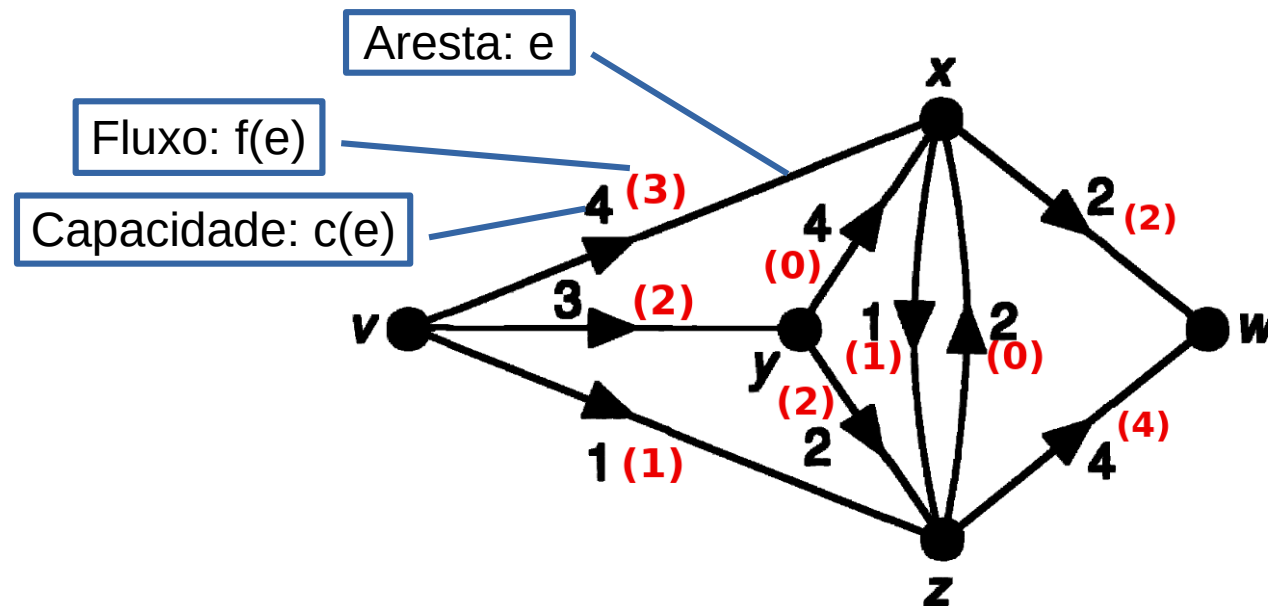 Aresta: e
Fluxo: f(e)
Capacidade: c(e)
x
4 (3)
2 (2)
4
(0)
3 (2)
v
y
1
(1)
2
(0)
w
(2)
2
1 (1)
(4)
4
z